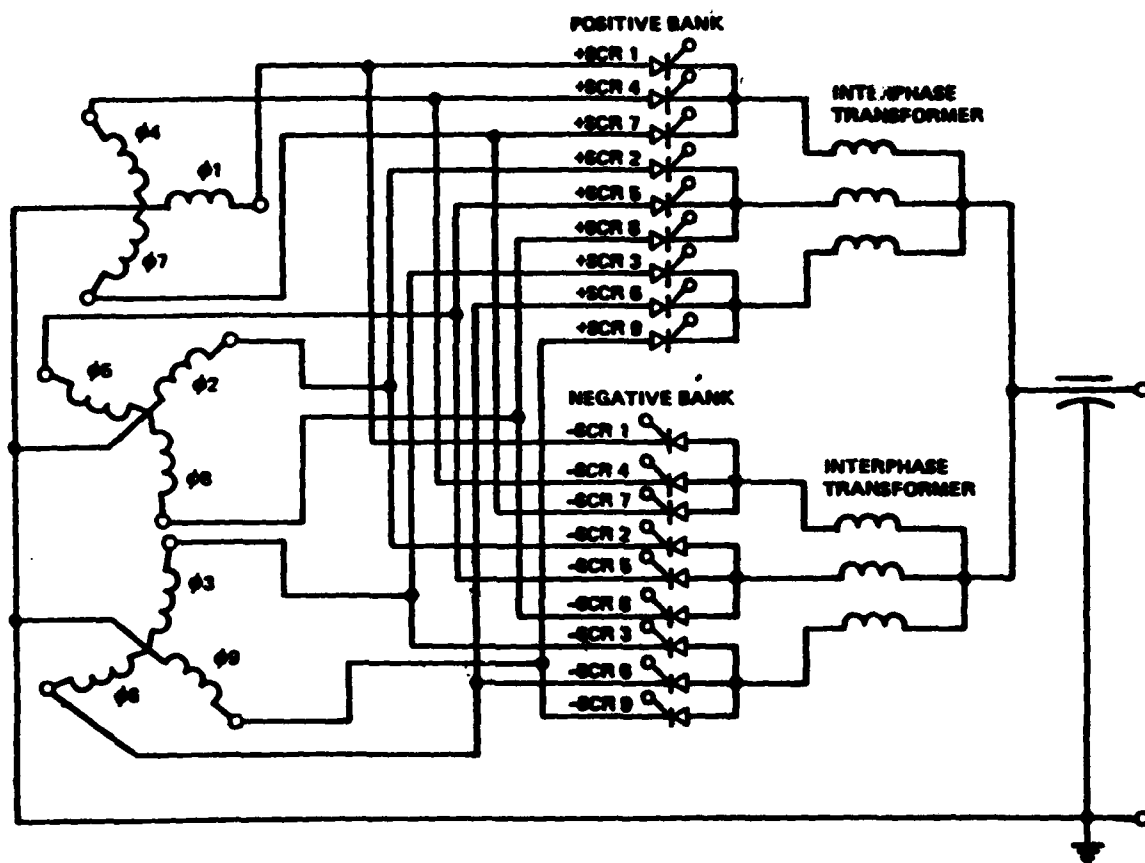 POSITIVE BANK
+SCR 1
+SCR 4
+SCR 7
+SCR 2
+SCR 5
+SCR 8
+SCR 3
+SCR 6
+SCR 9
INTERPHASE
TRANSFORMER
ϕ4
ϕ1
ϕ7
ϕ5
ϕ2
ϕ8
ϕ3
ϕ9
ϕ6
NEGATIVE BANK
-SCR 1
-SCR 4
-SCR 7
-SCR 2
-SCR 5
-SCR 8
-SCR 3
-SCR 6
-SCR 9
INTERPHASE
TRANSFORMER